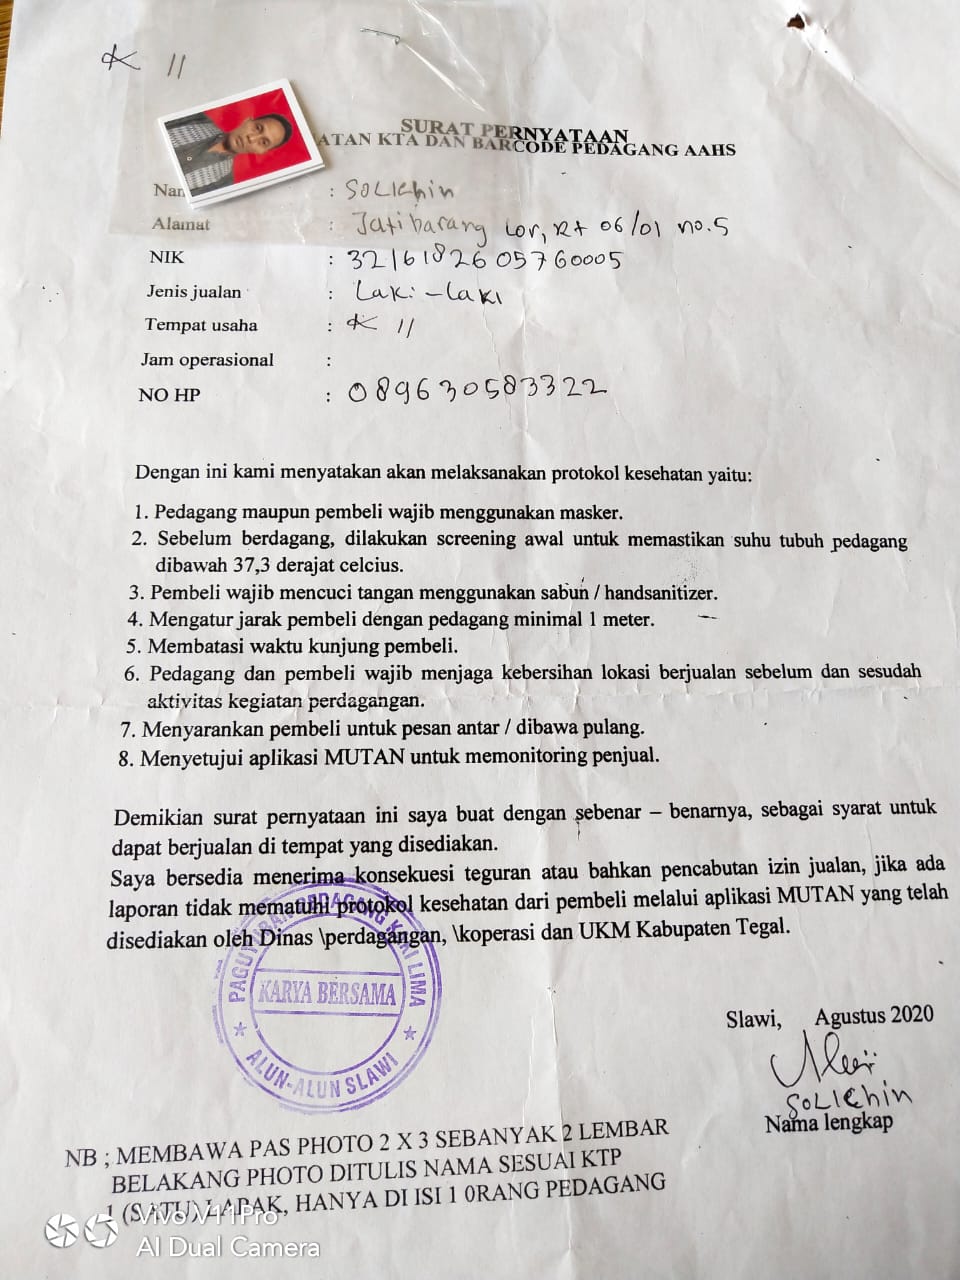 K 11
SURAT PERNYATAAN
ATAN KTA DAN BARCODE PEDAGANG AAHS
Nam : SOLIChin
Alamat : Jatibarang Lor, Rt 06/01 no.5
NIK : 3216182605760005
Jenis jualan : Laki-laki
Tempat usaha : K 11
Jam operasional :
NO HP : 089630583322
Dengan ini kami menyatakan akan melaksanakan protokol kesehatan yaitu:
1. Pedagang maupun pembeli wajib menggunakan masker.
2. Sebelum berdagang, dilakukan screening awal untuk memastikan suhu tubuh pedagang
dibawah 37,3 derajat celcius.
3. Pembeli wajib mencuci tangan menggunakan sabun / handsanitizer.
4. Mengatur jarak pembeli dengan pedagang minimal 1 meter.
5. Membatasi waktu kunjung pembeli.
6. Pedagang dan pembeli wajib menjaga kebersihan lokasi berjualan sebelum dan sesudah
aktivitas kegiatan perdagangan.
7. Menyarankan pembeli untuk pesan antar / dibawa pulang.
8. Menyetujui aplikasi MUTAN untuk memonitoring penjual.
Demikian surat pernyataan ini saya buat dengan sebenar – benarnya, sebagai syarat untuk
dapat berjualan di tempat yang disediakan.
Saya bersedia menerima konsekuesi teguran atau bahkan pencabutan izin jualan, jika ada
laporan tidak mematuhi protokol kesehatan dari pembeli melalui aplikasi MUTAN yang telah
disediakan oleh Dinas \perdagangan, \koperasi dan UKM Kabupaten Tegal.
PAGUYUBAN PEDAGANG KAKI LIMA
KARYA BERSAMA
ALUN-ALUN SLAWI
Slawi, Agustus 2020
SOLIChin
Nama lengkap
NB ; MEMBAWA PAS PHOTO 2 X 3 SEBANYAK 2 LEMBAR
BELAKANG PHOTO DITULIS NAMA SESUAI KTP
1 (SATU) LAPAK, HANYA DI ISI 1 0RANG PEDAGANG
Vivo V11Pro
AI Dual Camera